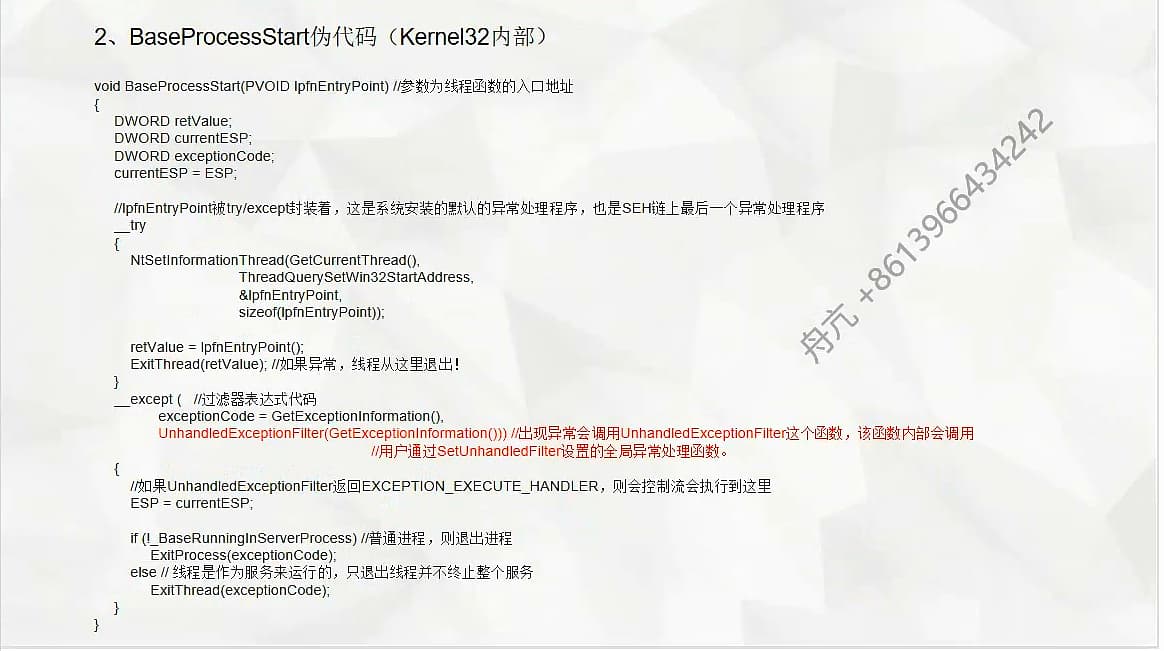 2、BaseProcessStart伪代码（Kernel32内部）
void BaseProcessStart(PVOID lpfnEntryPoint) //参数为线程函数的入口地址
{
DWORD retValue;
DWORD currentESP;
DWORD exceptionCode;
currentESP = ESP;
//lpfnEntryPoint被try/except封装着，这是系统安装的默认的异常处理程序，也是SEH链上最后一个异常处理程序
__try
{
NtSetInformationThread(GetCurrentThread(),
ThreadQuerySetWin32StartAddress,
&lpfnEntryPoint,
sizeof(lpfnEntryPoint));
retValue = lpfnEntryPoint();
ExitThread(retValue); //如果异常，线程从这里退出！
}
__except ( //过滤器表达式代码
exceptionCode = GetExceptionInformation(),
UnhandledExceptionFilter(GetExceptionInformation())) //出现异常会调用UnhandledExceptionFilter这个函数，该函数内部会调用
//用户通过SetUnhandledFilter设置的全局异常处理函数。
{
//如果UnhandledExceptionFilter返回EXCEPTION_EXECUTE_HANDLER，则会控制流会执行到这里
ESP = currentESP;
if (!_BaseRunningInServerProcess) //普通进程，则退出进程
ExitProcess(exceptionCode);
else // 线程是作为服务来运行的，只退出线程并不终止整个服务
ExitThread(exceptionCode);
}
}
舟亢 +8613966434242